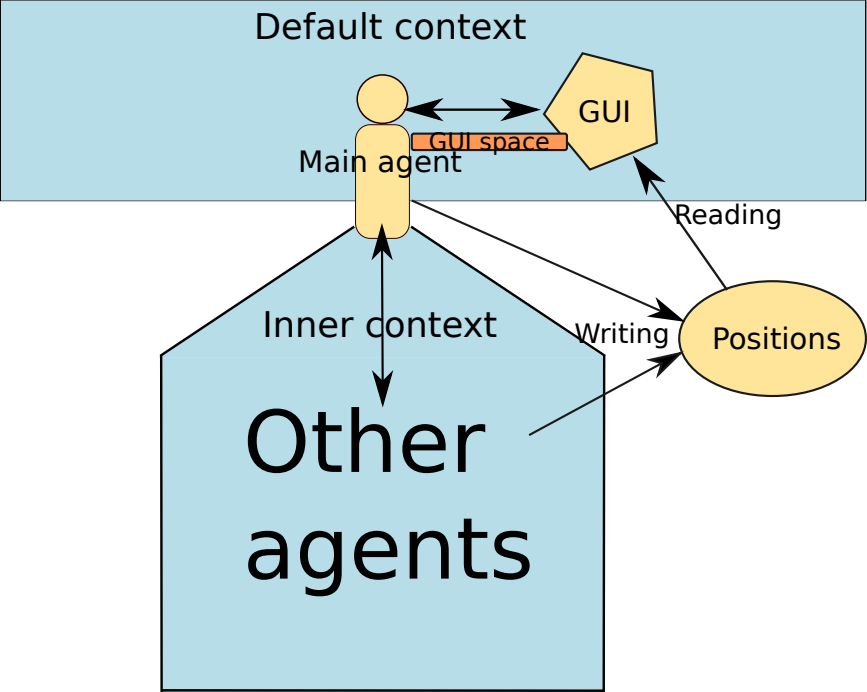 Default context
GUI
GUI space
Main agent
Reading
Inner context
Writing
Positions
Other
agents